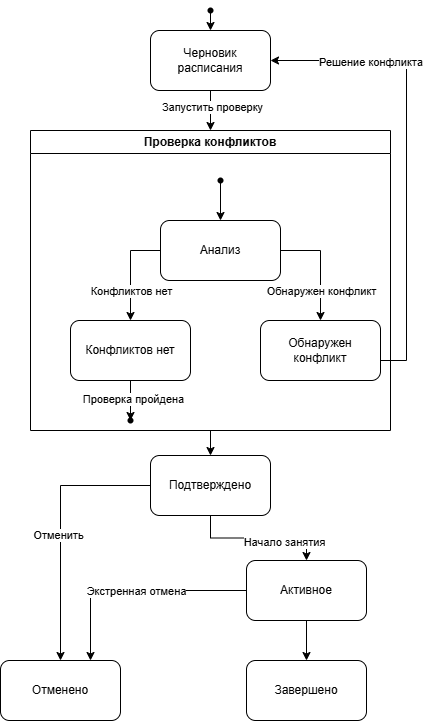 Черновик
расписания
Решение конфликта
Запустить проверку
Проверка конфликтов
Анализ
Конфликтов нет
Обнаружен конфликт
Конфликтов нет
Обнаружен
конфликт
Проверка пройдена
Подтверждено
Отменить
Начало занятия
Экстренная отмена
Активное
Отменено
Завершено